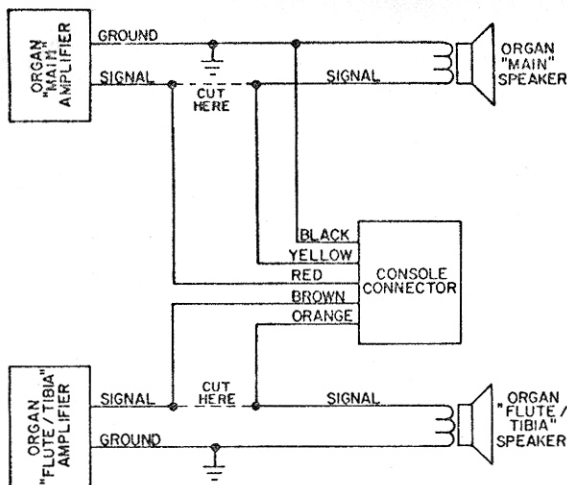 ORGAN
"MAIM"
AMPLIFIER
GROUND
SIGNAL
CUT
HERE
SIGNAL
ORGAN
"MAIN"
SPEAKER
BLACK
YELLOW
RED
BROWN
ORANGE
CONSOLE
CONNECTOR
ORGAN
"FLUTE/TIBIA"
AMPLIFIER
SIGNAL
GROUND
CUT
HERE
SIGNAL
ORGAN
"FLUTE/
TIBIA"
SPEAKER